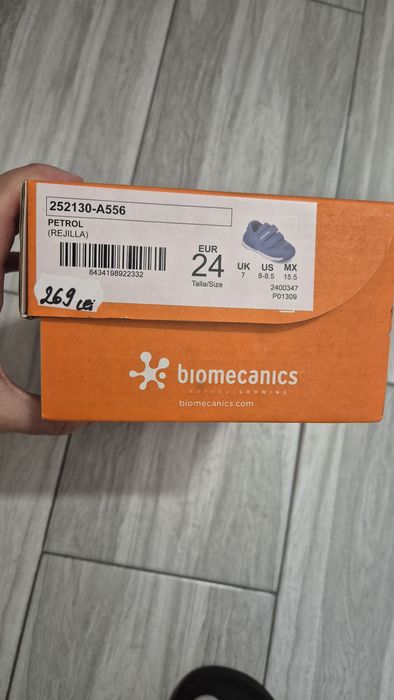 252130-A556
PETROL
(REJILLA)
8434198922332
EUR
24
Talla/Size
UK US MX
7 8-8.5 15.5
2400347
P01309
269 lei
biomecanics
NATURALGROWING
biomecanics.com